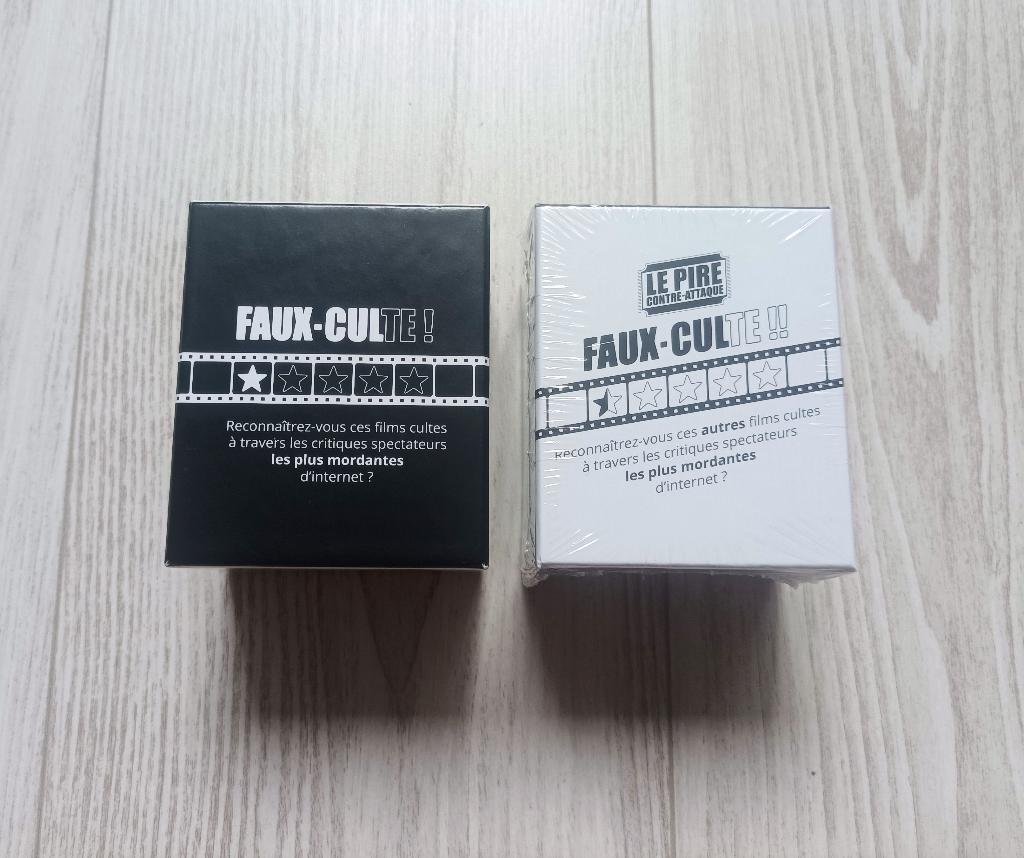 FAUX-CULTE !
Reconnaîtrez-vous ces films cultes
à travers les critiques spectateurs
les plus mordantes
d'internet ?
LE PIRE
CONTRE-ATTAQUE
FAUX-CULTE !!
Reconnaîtrez-vous ces autres films cultes
à travers les critiques spectateurs
les plus mordantes
d'internet ?